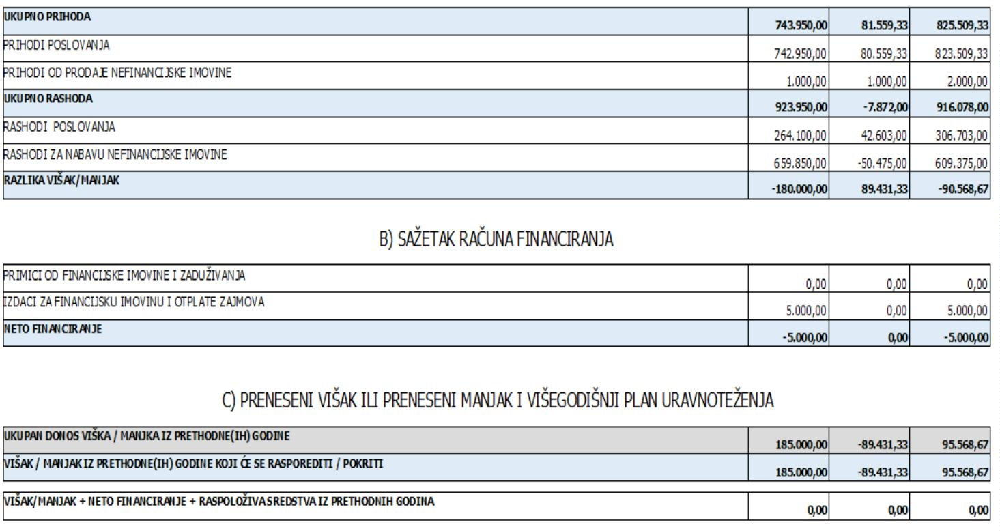 UKUPNO PRIHODA 743.950,00 81.559,33 825.509,33
PRIHODI POSLOVANJA 742.950,00 80.559,33 823.509,33
PRIHODI OD PRODAJE NEFINANCIJSKE IMOVINE 1.000,00 1.000,00 2.000,00
UKUPNO RASHODA 923.950,00 -7.872,00 916.078,00
RASHODI POSLOVANJA 264.100,00 42.603,00 306.703,00
RASHODI ZA NABAVU NEFINANCIJSKE IMOVINE 659.850,00 -50.475,00 609.375,00
RAZLIKA VIŠAK/MANJAK -180.000,00 89.431,33 -90.568,67
B) SAŽETAK RAČUNA FINANCIRANJA
PRIMICI OD FINANCIJSKE IMOVINE I ZADUŽIVANJA 0,00 0,00 0,00
IZDACI ZA FINANCIJSKU IMOVINU I OTPLATE ZAJMOVA 5.000,00 0,00 5.000,00
NETO FINANCIRANJE -5.000,00 0,00 -5.000,00
C) PRENESENI VIŠAK ILI PRENESENI MANJAK I VIŠEGODIŠNJI PLAN URAVNOTEŽENJA
UKUPAN DONOS VIŠKA / MANJKA IZ PRETHODNE(IH) GODINE 185.000,00 -89.431,33 95.568,67
VIŠAK / MANJAK IZ PRETHODNE(IH) GODINE KOJI ĆE SE RASPOREDITI / POKRITI 185.000,00 -89.431,33 95.568,67
VIŠAK/MANJAK + NETO FINANCIRANJE + RASPOLOŽIVA SREDSTVA IZ PRETHODNIH GODINA 0,00 0,00 0,00